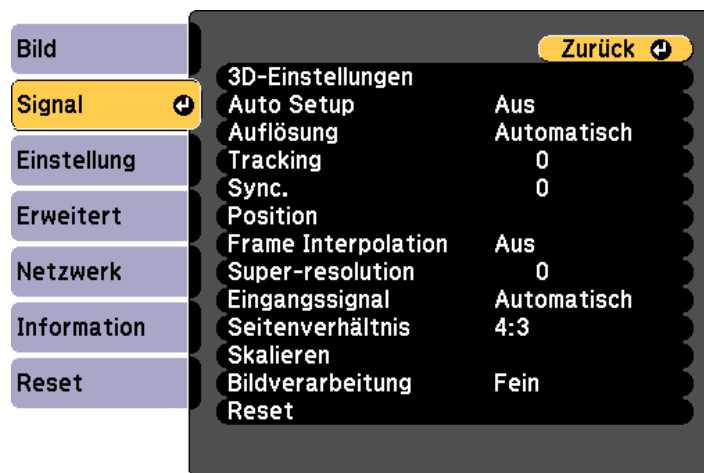 Bild
Signal
Einstellung
Erweitert
Netzwerk
Information
Reset
Zurück
3D-Einstellungen
Auto Setup Aus
Auflösung Automatisch
Tracking 0
Sync. 0
Position
Frame Interpolation Aus
Super-resolution 0
Eingangssignal Automatisch
Seitenverhältnis 4:3
Skalieren
Bildverarbeitung Fein
Reset